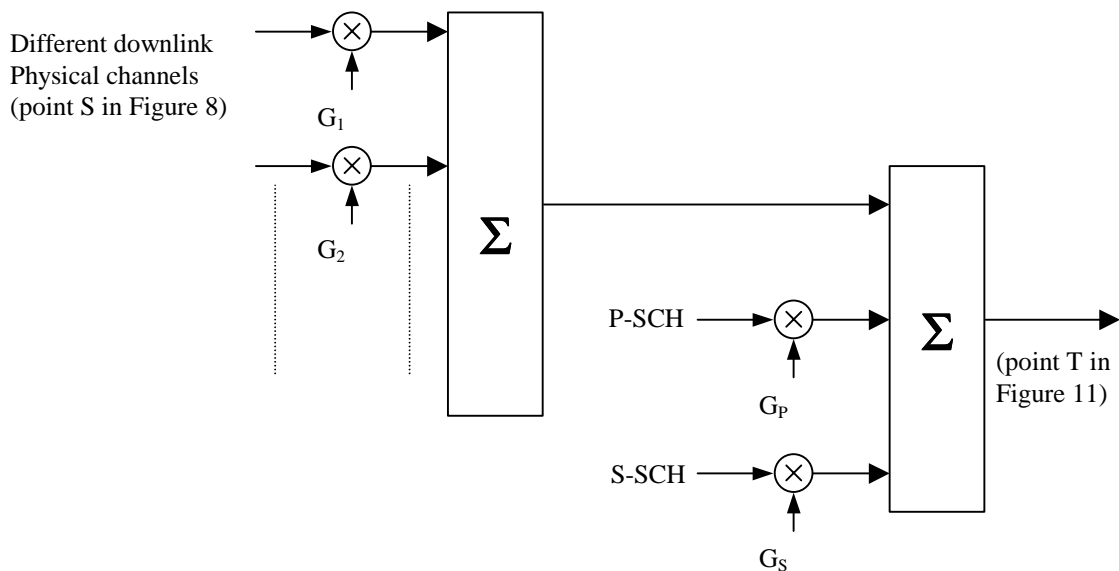 Different downlink
Physical channels
(point S in Figure 8)
G1
G2
Σ
P-SCH
GP
Σ
(point T in
Figure 11)
S-SCH
GS